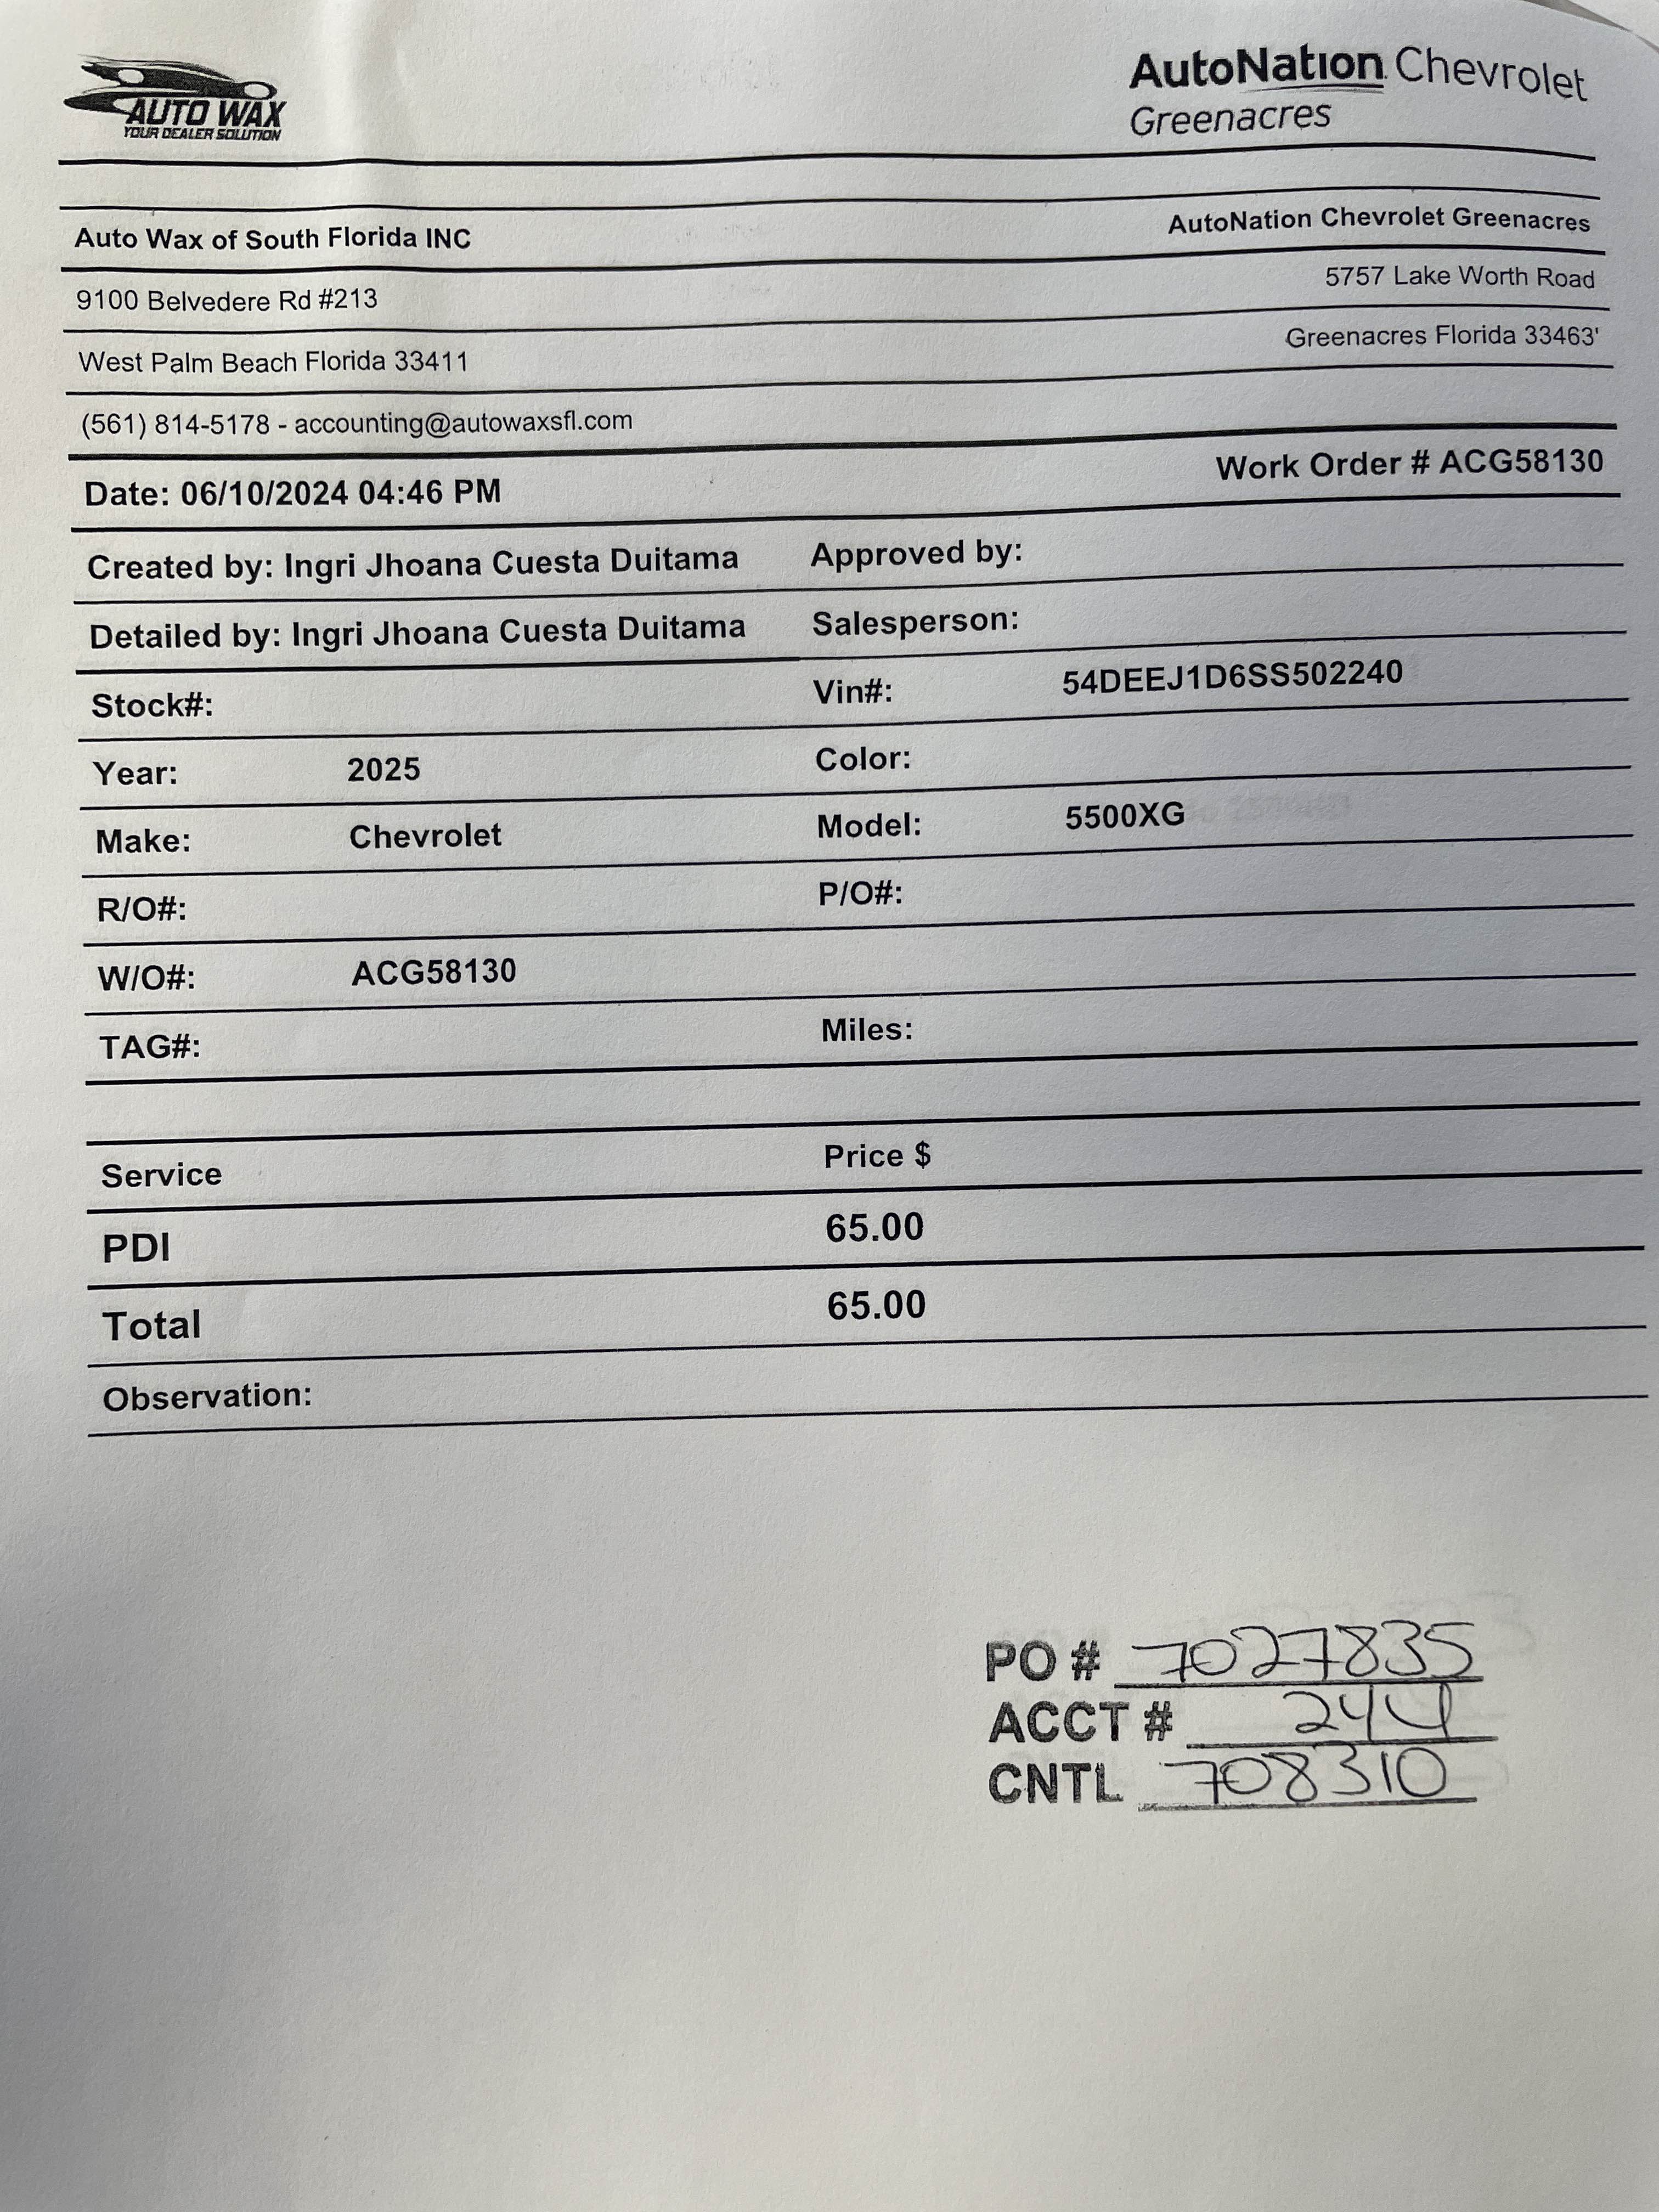 AUTO WAX
YOUR DEALER SOLUTION
AutoNation Chevrolet
Greenacres
Auto Wax of South Florida INC
AutoNation Chevrolet Greenacres
9100 Belvedere Rd #213
5757 Lake Worth Road
West Palm Beach Florida 33411
Greenacres Florida 33463'
(561) 814-5178 - accounting@autowaxsfl.com
Date: 06/10/2024 04:46 PM
Work Order # ACG58130
Created by: Ingri Jhoana Cuesta Duitama
Approved by:
Detailed by: Ingri Jhoana Cuesta Duitama
Salesperson:
Stock#:
Vin#: 54DEEJ1D6SS502240
Year: 2025
Color:
Make: Chevrolet
Model: 5500XG
R/O#:
P/O#:
W/O#: ACG58130
TAG#:
Miles:
Service Price $
PDI 65.00
Total 65.00
Observation:
PO # 7027835
ACCT # 244
CNTL 708310